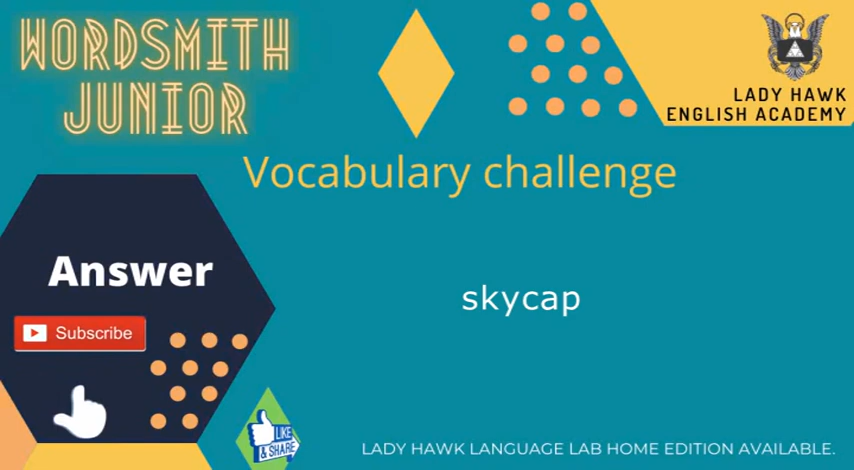 WORDSMITH
JUNIOR
LADY HAWK
ENGLISH ACADEMY
Vocabulary challenge
Answer
Subscribe
skycap
LIKE
& SHARE
LADY HAWK LANGUAGE LAB HOME EDITION AVAILABLE.